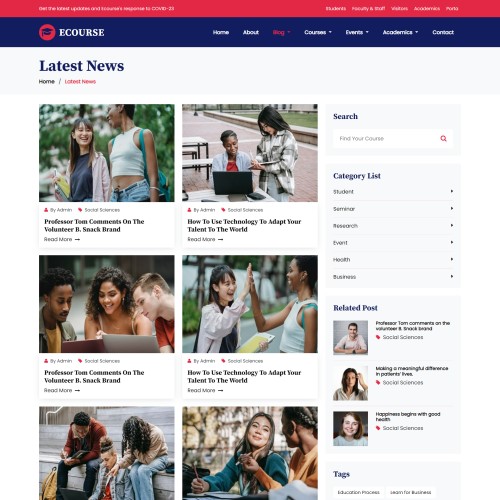 Get the latest updates and Ecourse's response to COVID-23
Students Faculty & Staff Visitors Academics Porta
ECOURSE
Home About Blog Courses Events Academics Contact
Latest News
Home / Latest News
By Admin Social Sciences
Professor Tom Comments On The
Volunteer B. Snack Brand
Read More
By Admin Social Sciences
How To Use Technology To Adapt Your
Talent To The World
Read More
By Admin Social Sciences
Professor Tom Comments On The
Volunteer B. Snack Brand
Read More
By Admin Social Sciences
How To Use Technology To Adapt Your
Talent To The World
Read More
Search
Find Your Course
Category List
Student
Seminar
Research
Event
Health
Business
Related Post
Professor Tom comments on the
volunteer B. Snack brand
Social Sciences
Making a meaningful difference
in patients' lives.
Social Sciences
Happiness begins with good
health
Social Sciences
Tags
Education Process Learn for Business